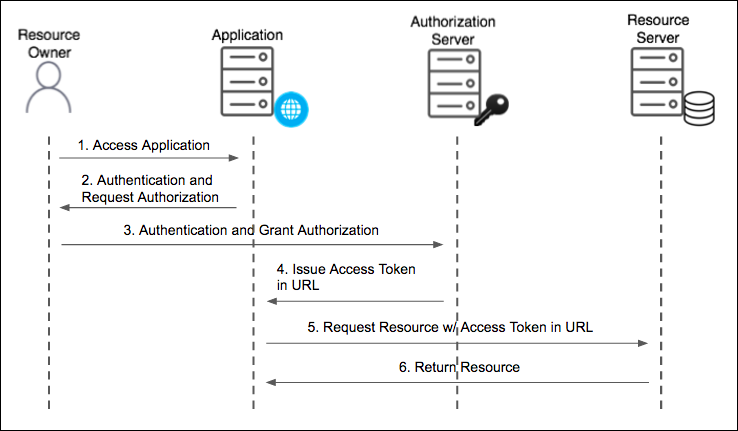 Resource
Owner
Application
Authorization
Server
Resource
Server
1. Access Application
2. Authentication and
Request Authorization
3. Authentication and Grant Authorization
4. Issue Access Token
in URL
5. Request Resource w/ Access Token in URL
6. Return Resource